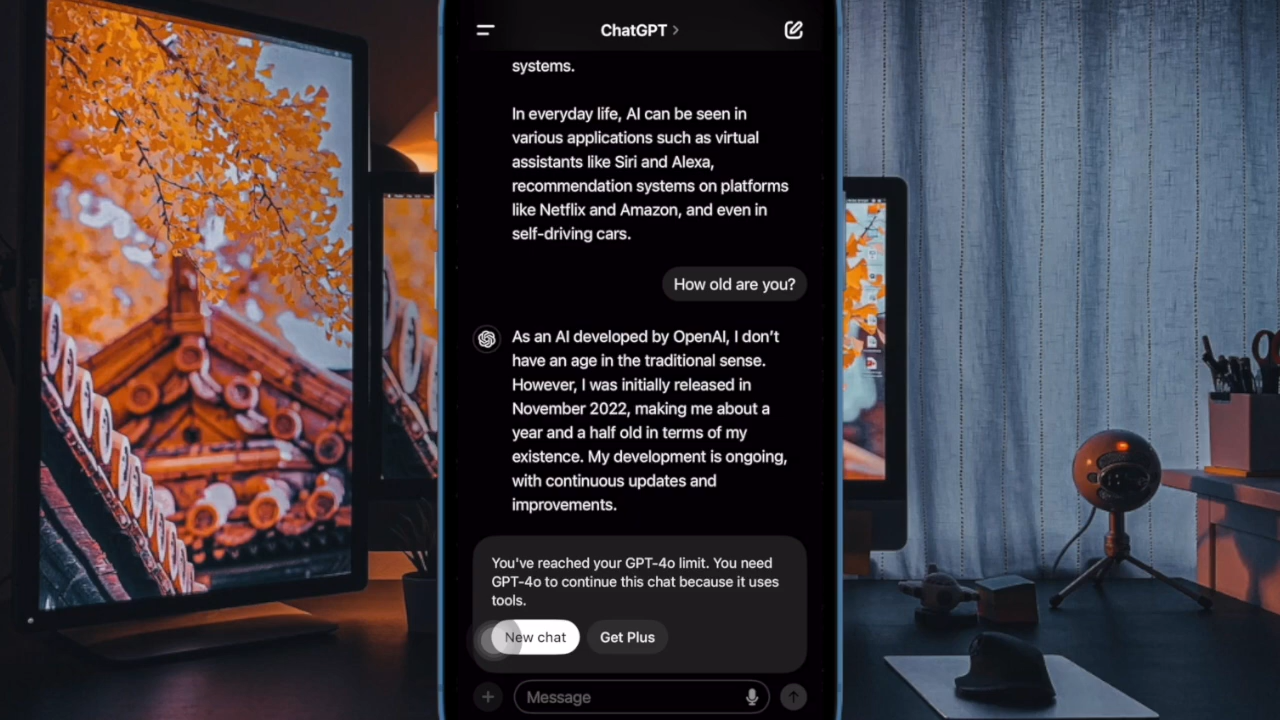 ChatGPT >
systems.
In everyday life, AI can be seen in
various applications such as virtual
assistants like Siri and Alexa,
recommendation systems on platforms
like Netflix and Amazon, and even in
self-driving cars.
How old are you?
As an AI developed by OpenAI, I don't
have an age in the traditional sense.
However, I was initially released in
November 2022, making me about a
year and a half old in terms of my
existence. My development is ongoing,
with continuous updates and
improvements.
You've reached your GPT-4o limit. You need
GPT-4o to continue this chat because it uses
tools.
New chat
Get Plus
Message